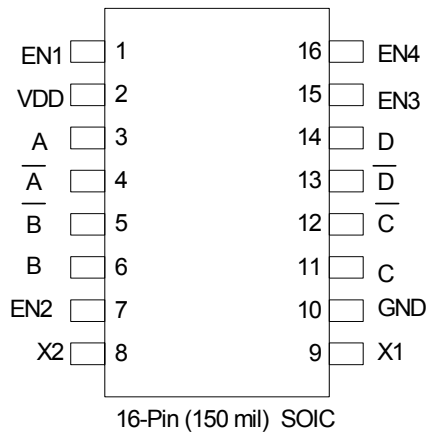 EN1 1 16 EN4
VDD 2 15 EN3
A 3 14 D
A̅ 4 13 D̅
B̅ 5 12 C̅
B 6 11 C
EN2 7 10 GND
X2 8 9 X1
16-Pin (150 mil) SOIC